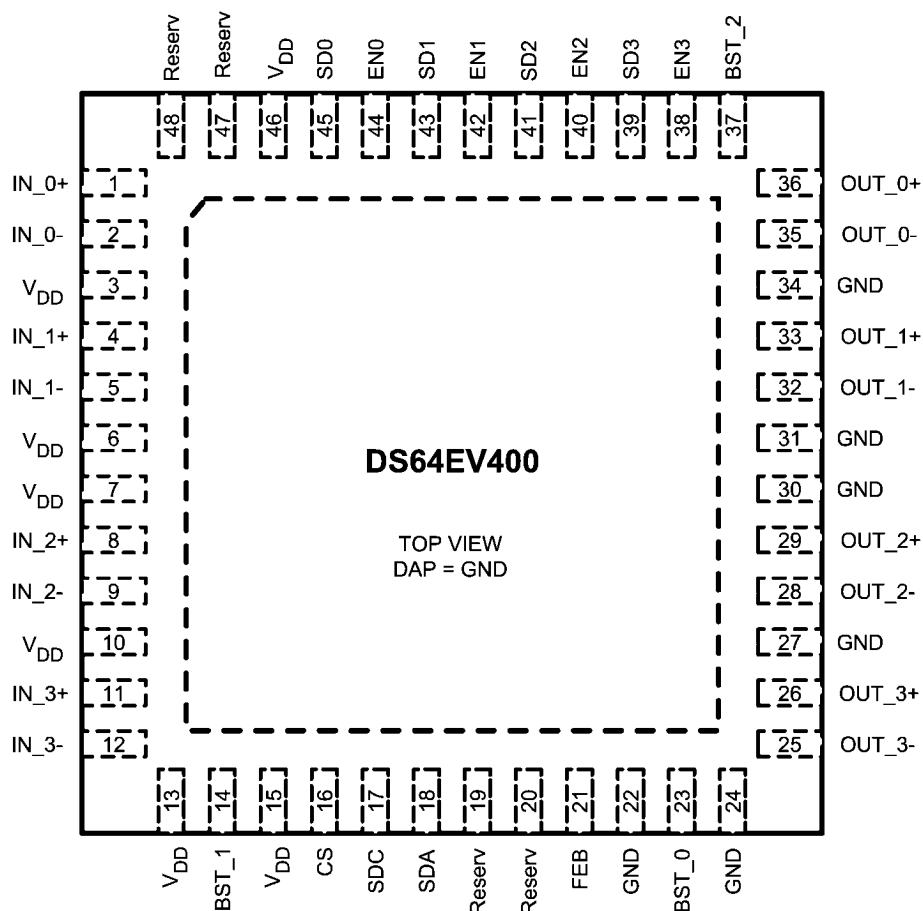 Reserv
Reserv
VDD
SD0
EN0
SD1
EN1
SD2
EN2
SD3
EN3
BST_2
48
47
46
45
44
43
42
41
40
39
38
37
IN_0+ 1 36 OUT_0+
IN_0- 2 35 OUT_0-
VDD 3 34 GND
IN_1+ 4 33 OUT_1+
IN_1- 5 32 OUT_1-
VDD 6 31 GND
VDD 7 30 GND
IN_2+ 8 29 OUT_2+
IN_2- 9 28 OUT_2-
VDD 10 27 GND
IN_3+ 11 26 OUT_3+
IN_3- 12 25 OUT_3-
DS64EV400
TOP VIEW
DAP = GND
13
14
15
16
17
18
19
20
21
22
23
24
VDD
BST_1
VDD
CS
SDC
SDA
Reserv
Reserv
FEB
GND
BST_0
GND